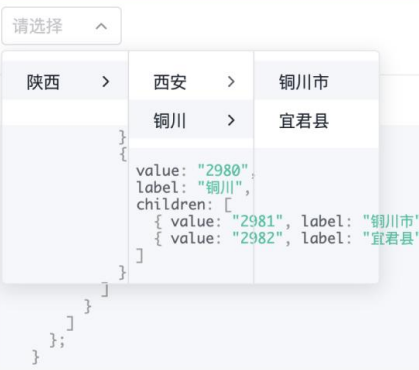 请选择
陕西 > 西安 > 铜川市
铜川 > 宜君县
}
{
value: "2980",
label: "铜川",
children: [
{ value: "2981", label: "铜川市"
{ value: "2982", label: "宜君县"
]
}
]
}
]
};
}